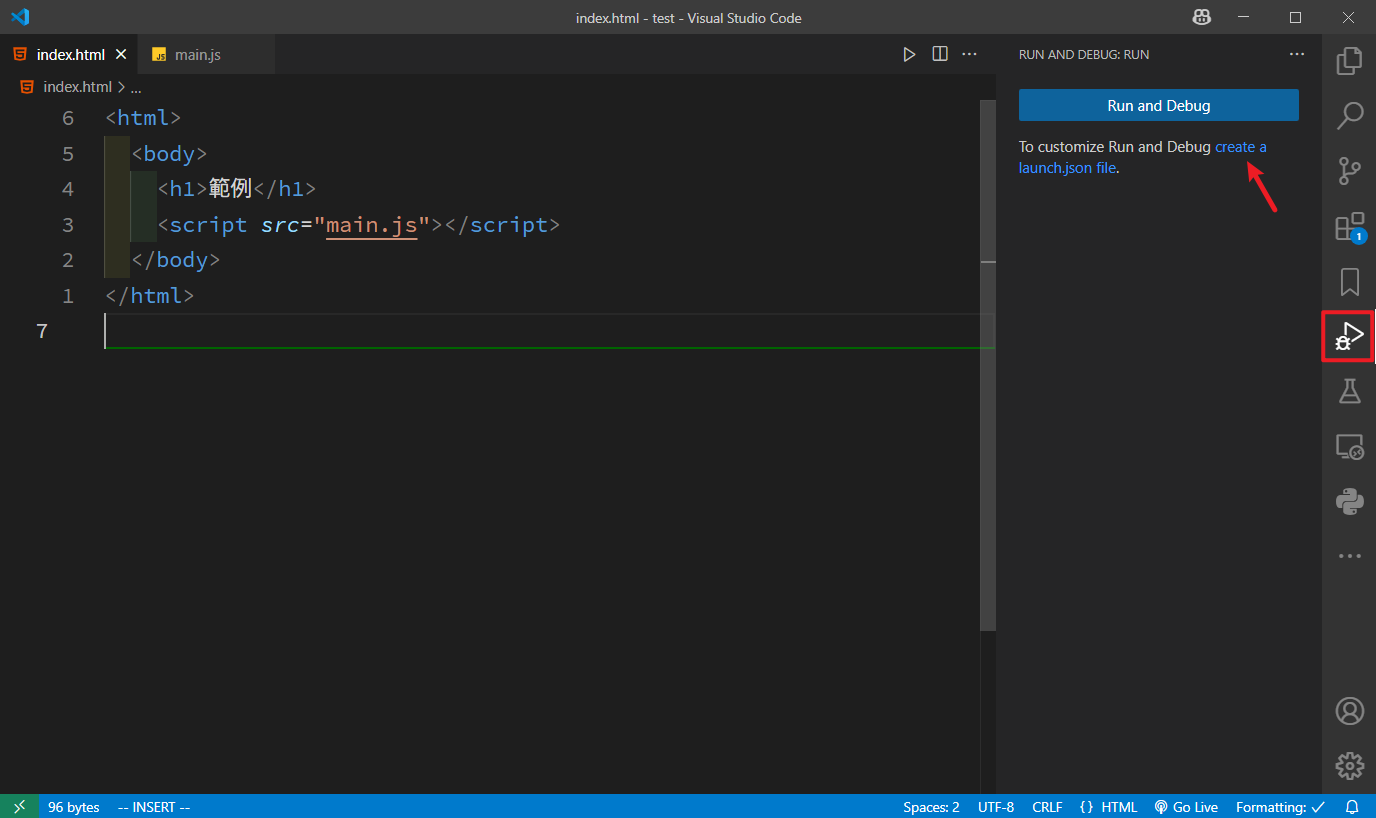 index.html - test - Visual Studio Code
index.html
JS main.js
index.html > ...
RUN AND DEBUG: RUN
Run and Debug
To customize Run and Debug create a
launch.json file.
6 <html>
5 <body>
4 <h1>範例</h1>
3 <script src="main.js"></script>
2 </body>
1 </html>
7
1
96 bytes -- INSERT -- Spaces: 2 UTF-8 CRLF {} HTML Go Live Formatting: ✓